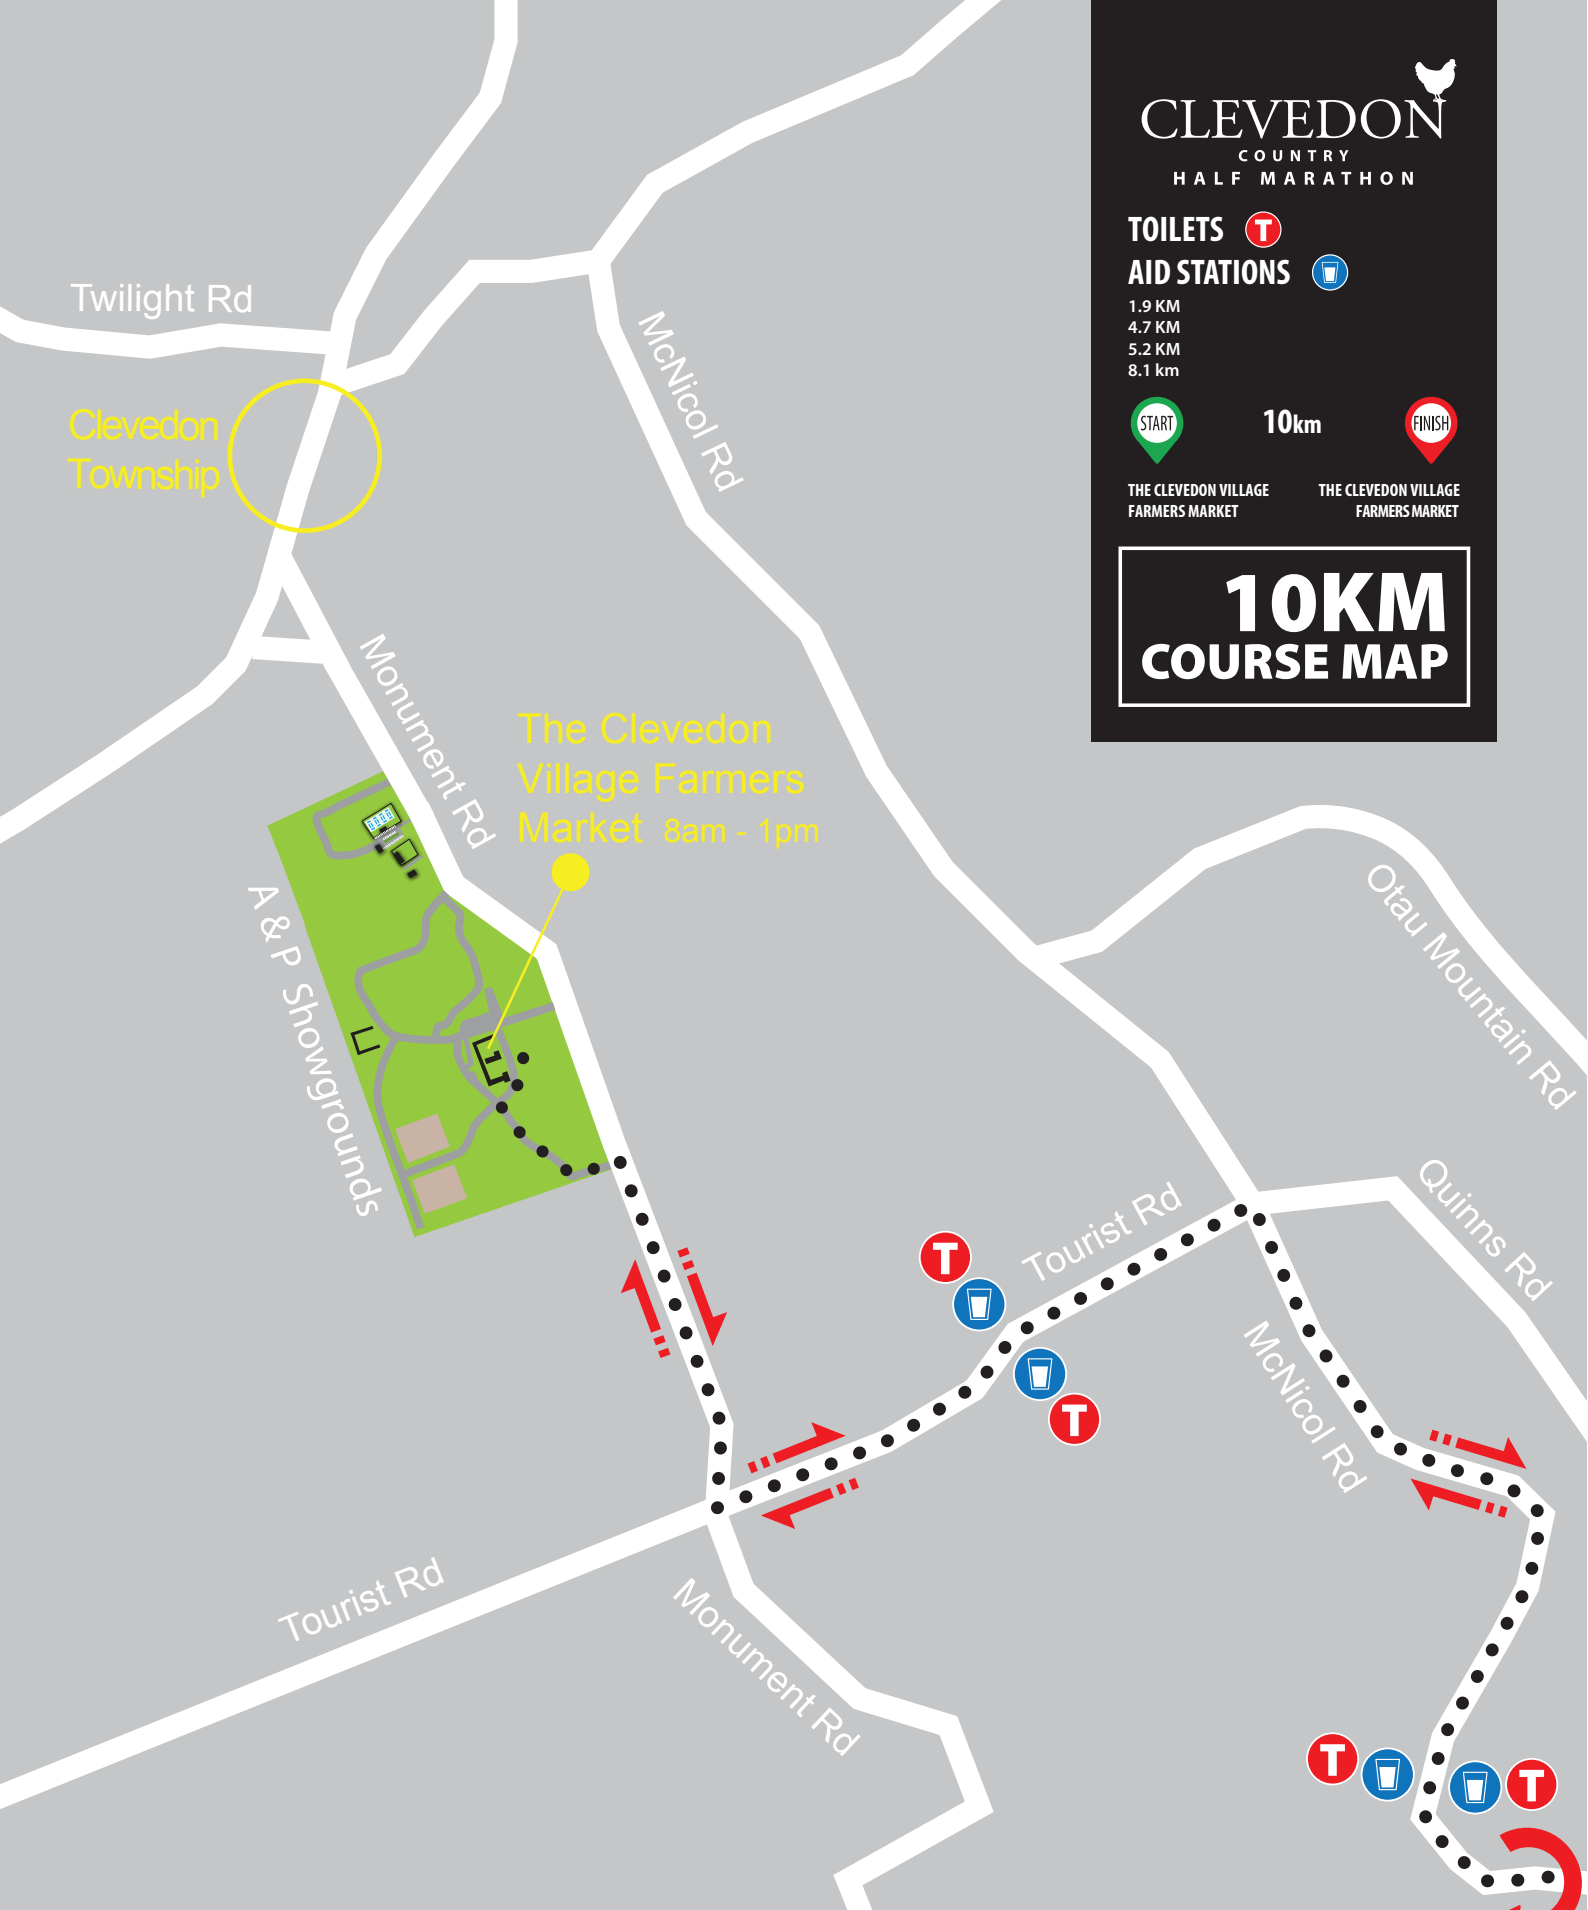 CLEVEDON
COUNTRY
HALF MARATHON
TOILETS T
AID STATIONS
1.9 KM
4.7 KM
5.2 KM
8.1 km
START
10km
FINISH
THE CLEVEDON VILLAGE
FARMERS MARKET
THE CLEVEDON VILLAGE
FARMERS MARKET
10KM
COURSE MAP
Twilight Rd
McNicol Rd
Clevedon
Township
Monument Rd
The Clevedon
Village Farmers
Market 8am - 1pm
A & P Showgrounds
Otau Mountain Rd
Quinns Rd
Tourist Rd
T
T
McNicol Rd
Tourist Rd
Monument Rd
T
T